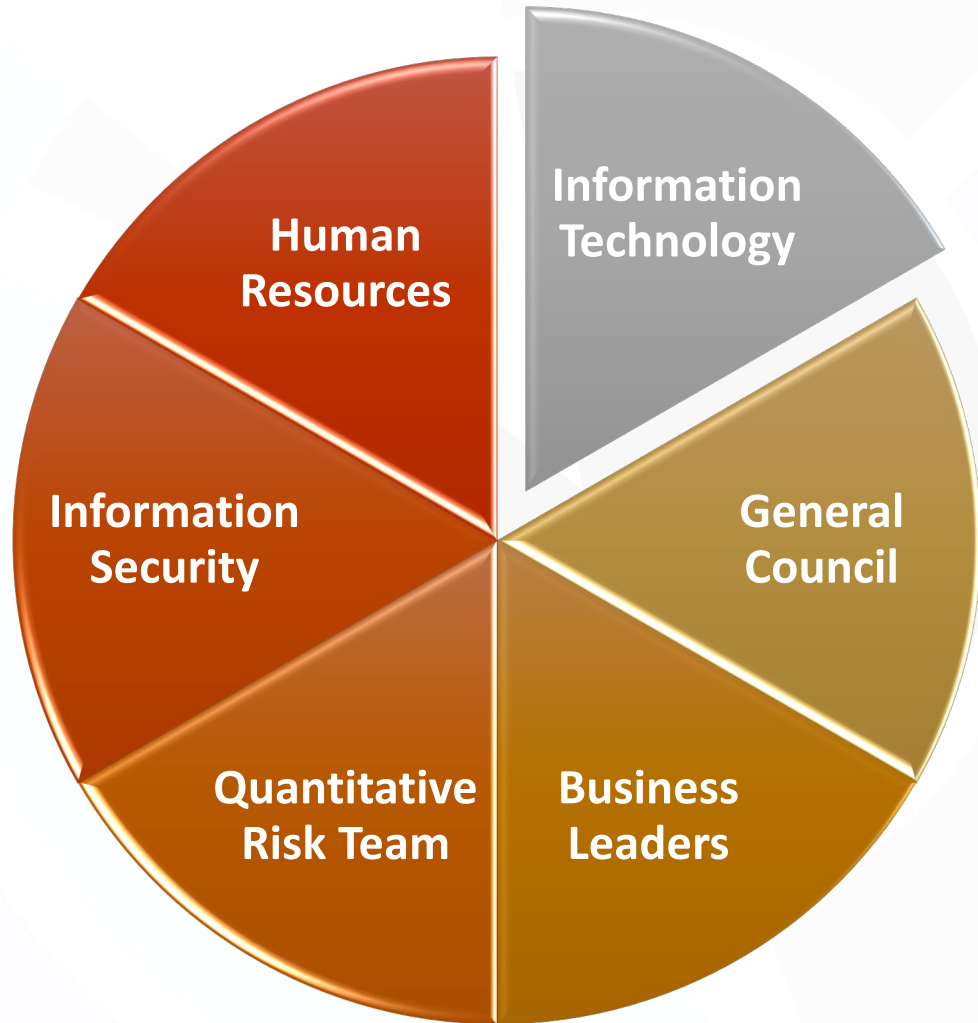 Information
Technology
General
Council
Business
Leaders
Quantitative
Risk Team
Information
Security
Human
Resources